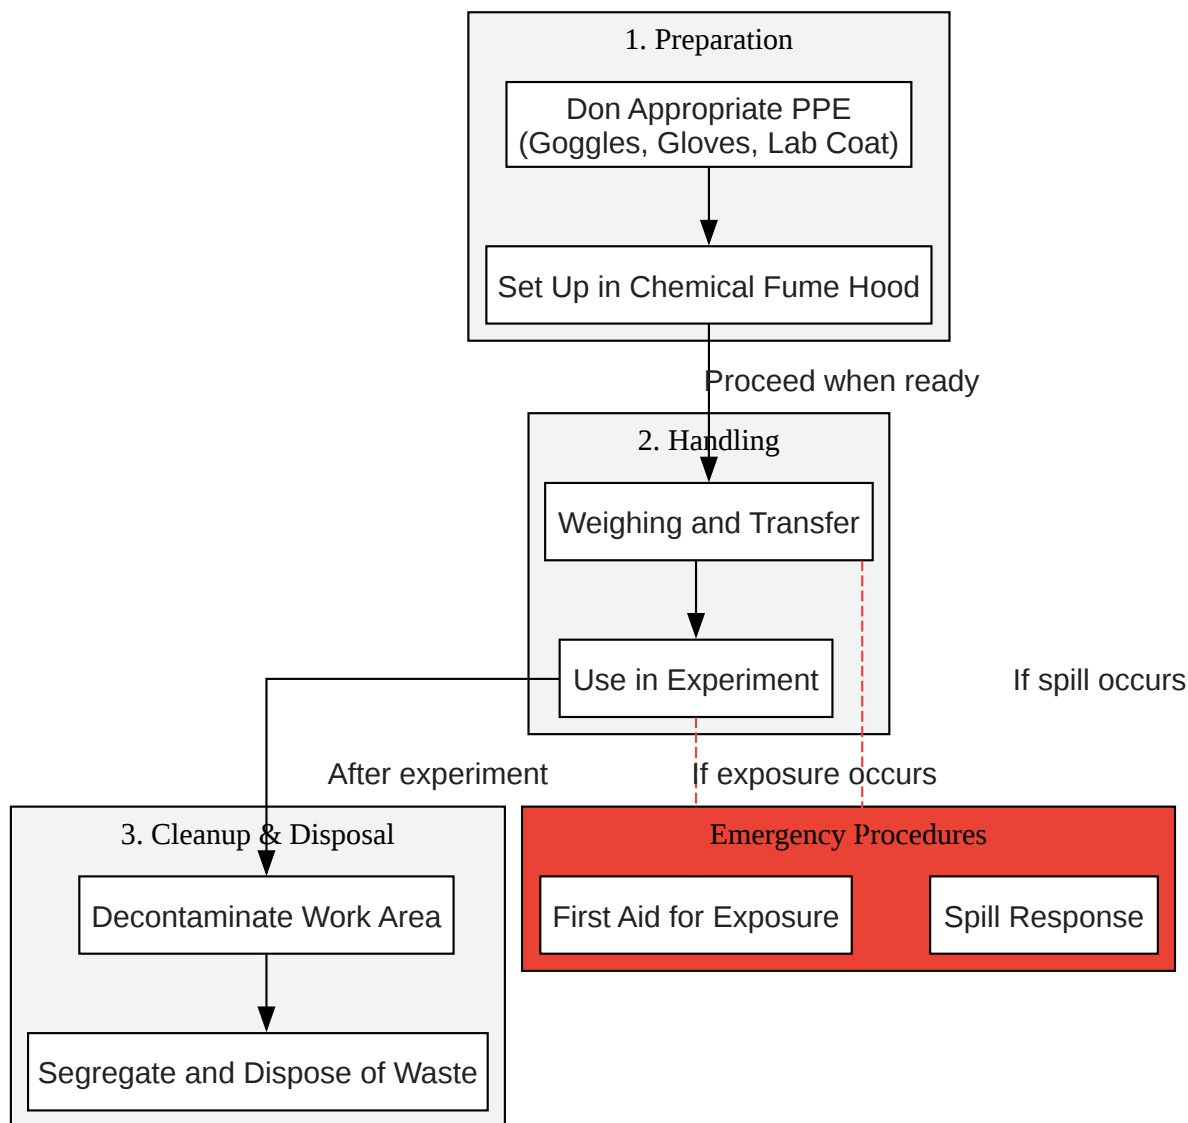 1. Preparation
Don Appropriate PPE
(Goggles, Gloves, Lab Coat)
Set Up in Chemical Fume Hood
Proceed when ready
2. Handling
Weighing and Transfer
Use in Experiment
If spill occurs
After experiment
If exposure occurs
3. Cleanup & Disposal
Decontaminate Work Area
Segregate and Dispose of Waste
Emergency Procedures
First Aid for Exposure
Spill Response